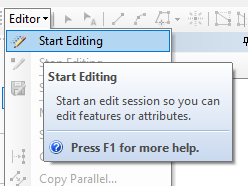 Editor
Start Editing
Start Editing
Start an edit session so you can
edit features or attributes.
Press F1 for more help.
Copy Parallel...